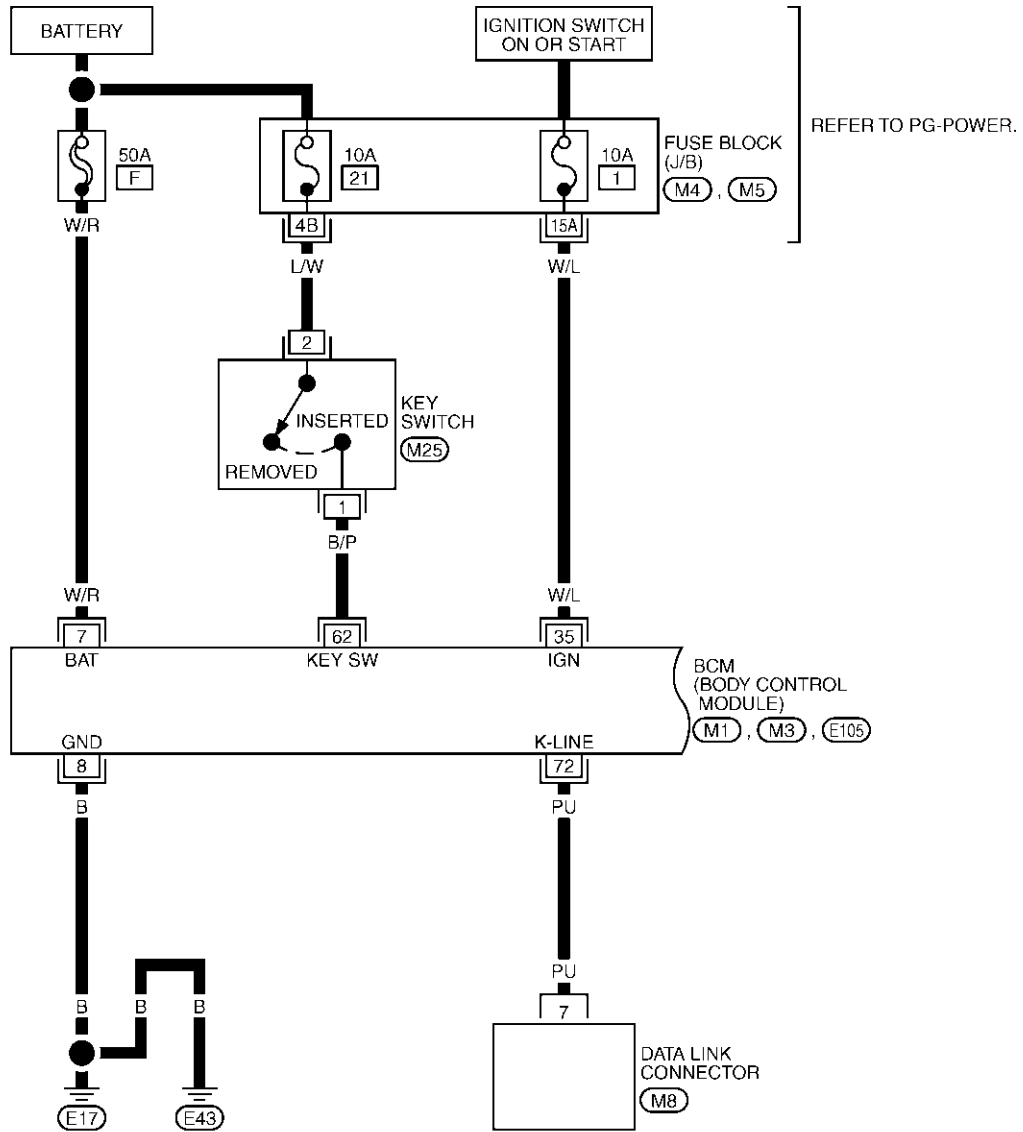 BATTERY
IGNITION SWITCH
ON OR START
REFER TO PG-POWER.
50A
F
10A
21
10A
1
FUSE BLOCK
(J/B)
M4 , M5
W/R
4B
15A
L/W
W/L
2
INSERTED
REMOVED
KEY
SWITCH
M25
1
B/P
W/R
W/L
7
62
35
BAT
KEY SW
IGN
BCM
(BODY CONTROL
MODULE)
M1 , M3 , E105
GND
K-LINE
8
72
B
PU
PU
B
B
B
7
DATA LINK
CONNECTOR
M8
E17
E43